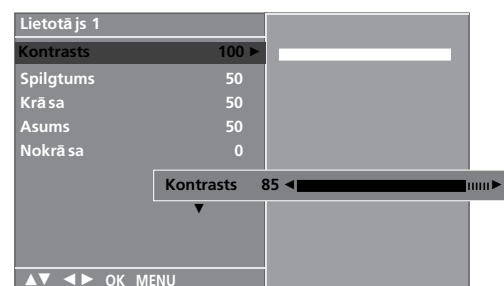 Lietotājs 1
Kontrasts 100 ►
Spilgtums 50
Krāsa 50
Asums 50
Nokrāsa 0
Kontrasts 85 ◄ ►
▼
▲▼ ◄► OK MENU